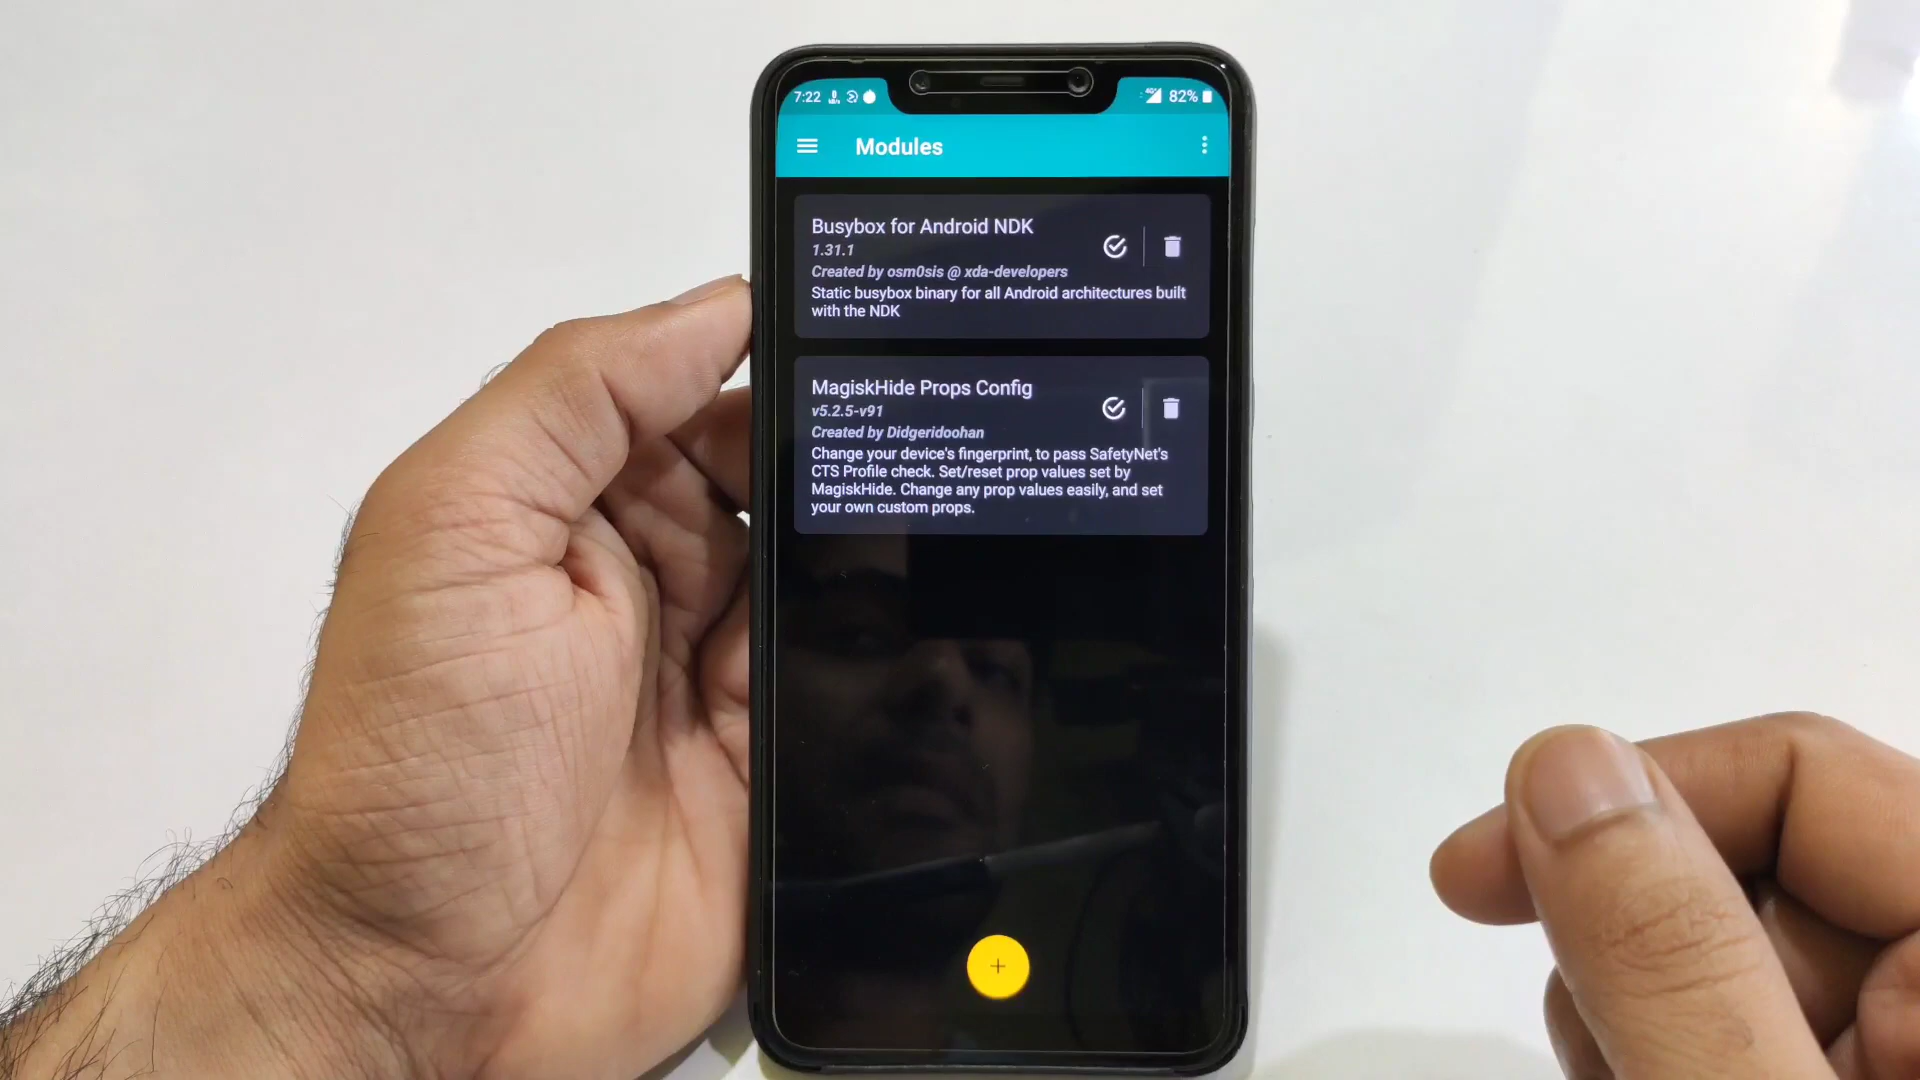 7:22
82%
Modules
Busybox for Android NDK
1.31.1
Created by osm0sis @ xda-developers
Static busybox binary for all Android architectures built
with the NDK
MagiskHide Props Config
v5.2.5-v91
Created by Didgeridoohan
Change your device's fingerprint, to pass SafetyNet's
CTS Profile check. Set/reset prop values set by
MagiskHide. Change any prop values easily, and set
your own custom props.